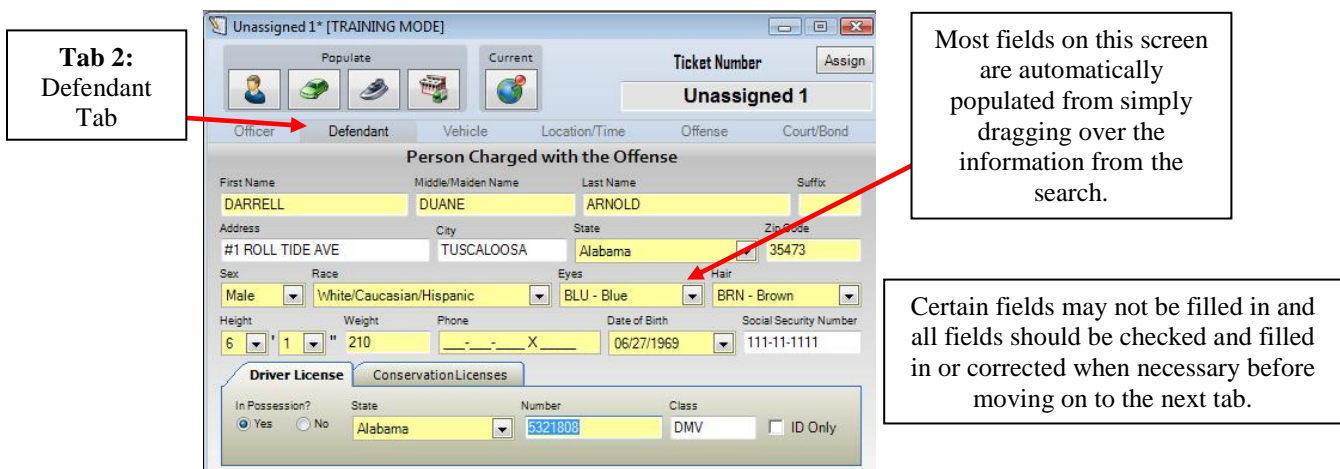 Tab 2:
Defendant
Tab
Unassigned 1* [TRAINING MODE]
Populate
Current
Ticket Number
Assign
Unassigned 1
Officer Defendant Vehicle Location/Time Offense Court/Bond
Person Charged with the Offense
First Name Middle/Maiden Name Last Name Suffix
DARRELL DUANE ARNOLD
Address City State Zip Code
#1 ROLL TIDE AVE TUSCALOOSA Alabama 35473
Sex Race Eyes Hair
Male White/Caucasian/Hispanic BLU - Blue BRN - Brown
Height Weight Phone Date of Birth Social Security Number
6 ' 1 " 210 ___-___-____ X_____ 06/27/1969 111-11-1111
Driver License ConservationLicenses
In Possession? State Number Class
Yes No Alabama 5321808 DMV ID Only
Most fields on this screen
are automatically
populated from simply
dragging over the
information from the
search.
Certain fields may not be filled in and
all fields should be checked and filled
in or corrected when necessary before
moving on to the next tab.